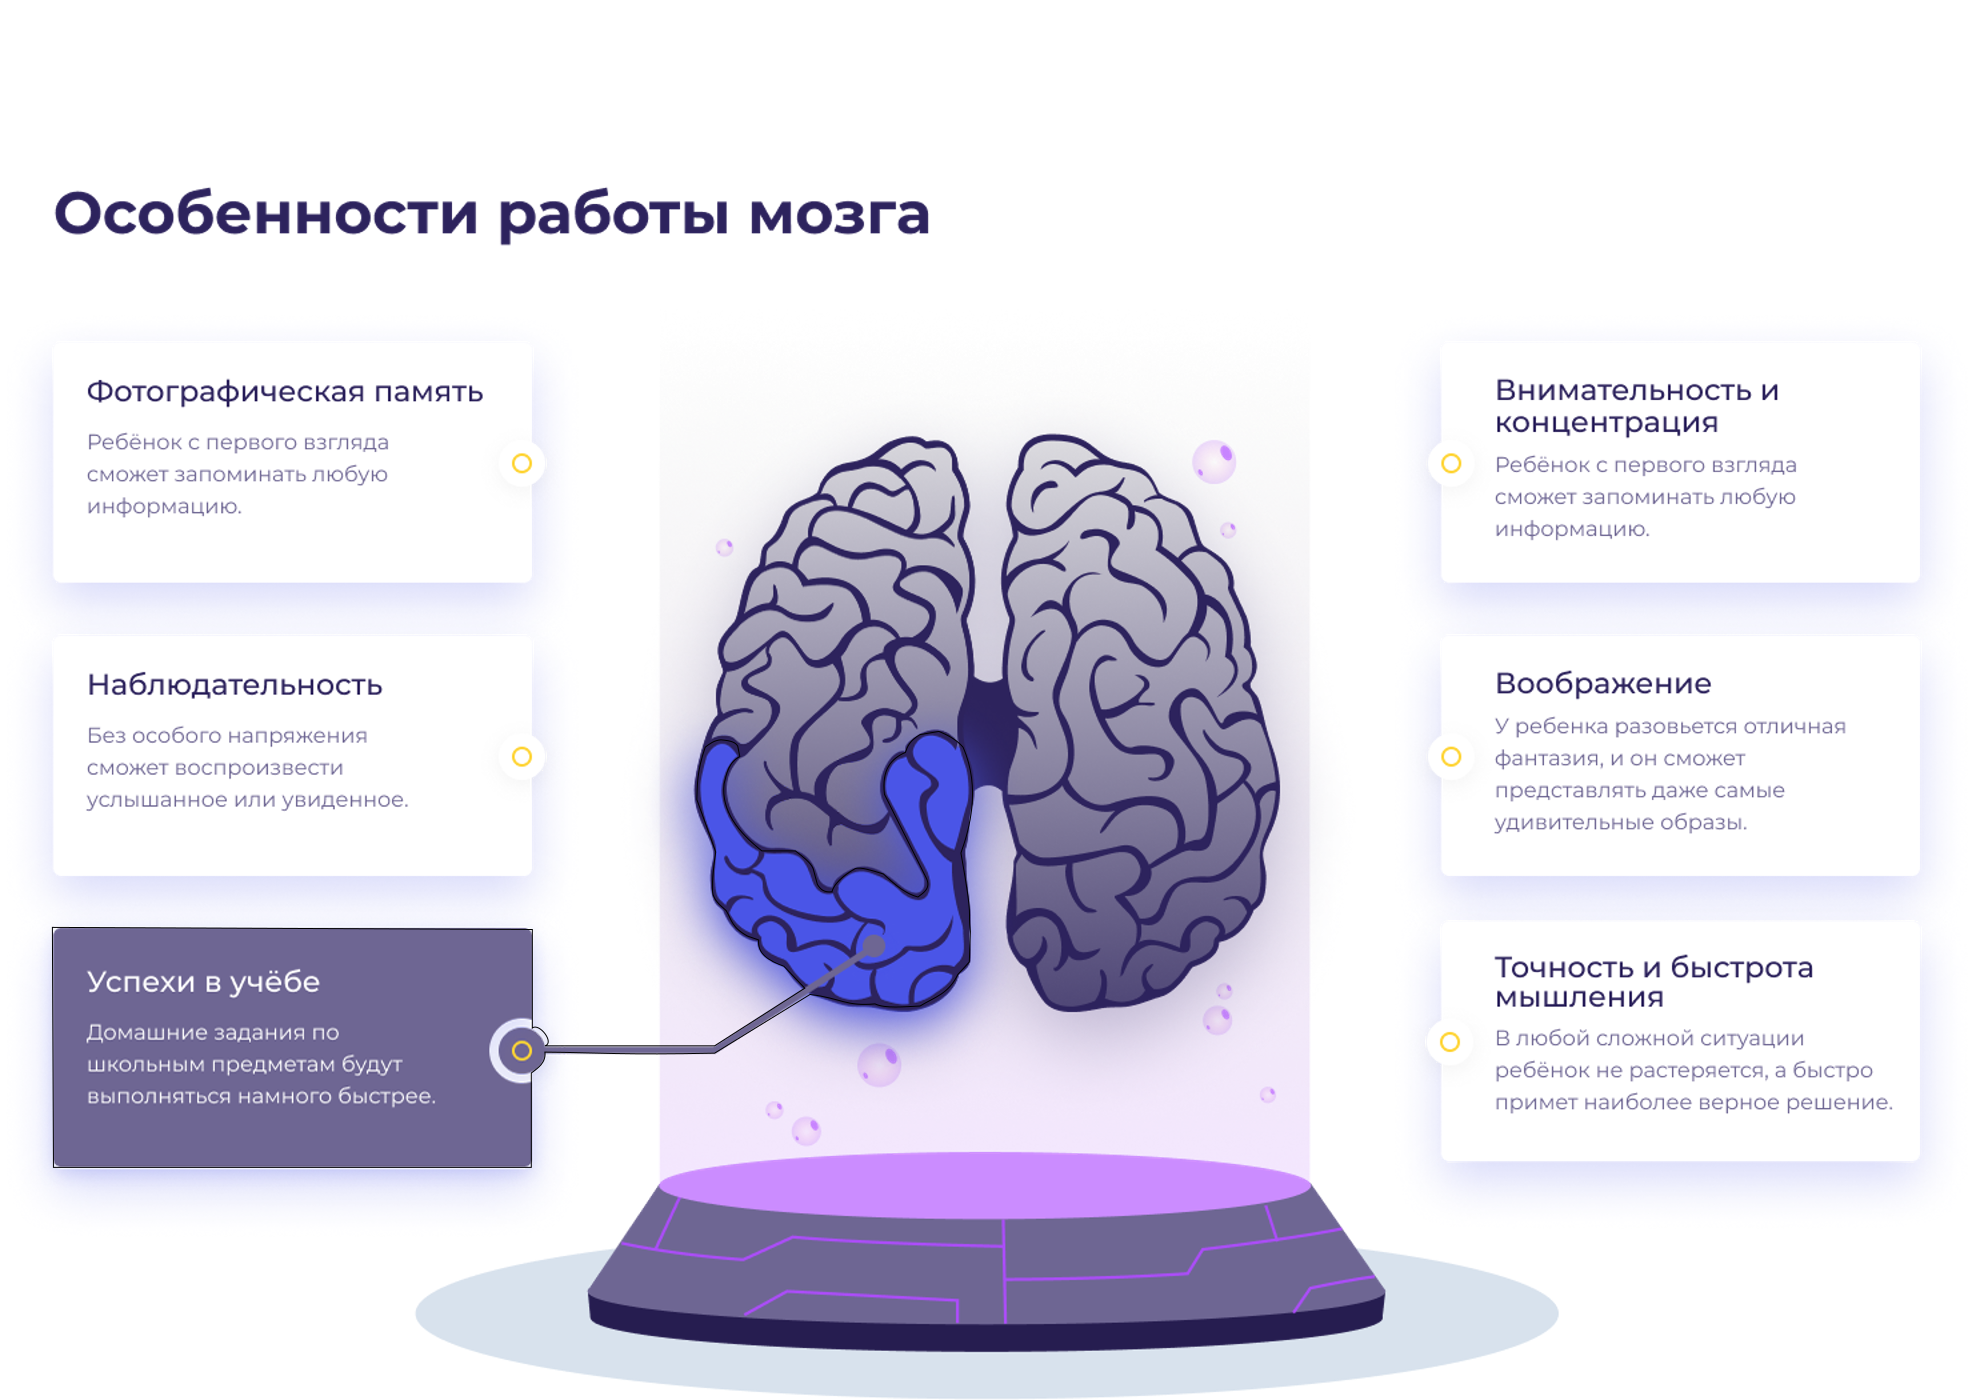 Особенности работы мозга
Фотографическая память
Ребёнок с первого взгляда
сможет запоминать любую
информацию.
Наблюдательность
Без особого напряжения
сможет воспроизвести
услышанное или увиденное.
Успехи в учёбе
Домашние задания по
школьным предметам будут
выполняться намного быстрее.
Внимательность и
концентрация
Ребёнок с первого взгляда
сможет запоминать любую
информацию.
Воображение
У ребенка разовьется отличная
фантазия, и он сможет
представлять даже самые
удивительные образы.
Точность и быстрота
мышления
В любой сложной ситуации
ребёнок не растеряется, а быстро
примет наиболее верное решение.